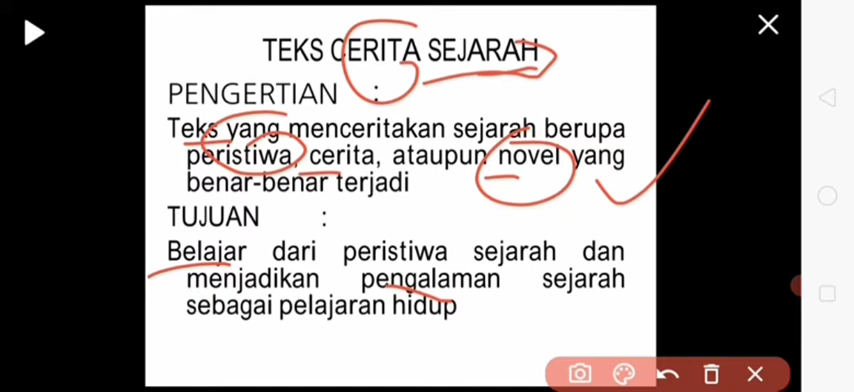 TEKS CERITA SEJARAH
PENGERTIAN :
Teks yang menceritakan sejarah berupa
peristiwa, cerita, ataupun novel yang
benar-benar terjadi
TUJUAN :
Belajar dari peristiwa sejarah dan
menjadikan pengalaman sejarah
sebagai pelajaran hidup